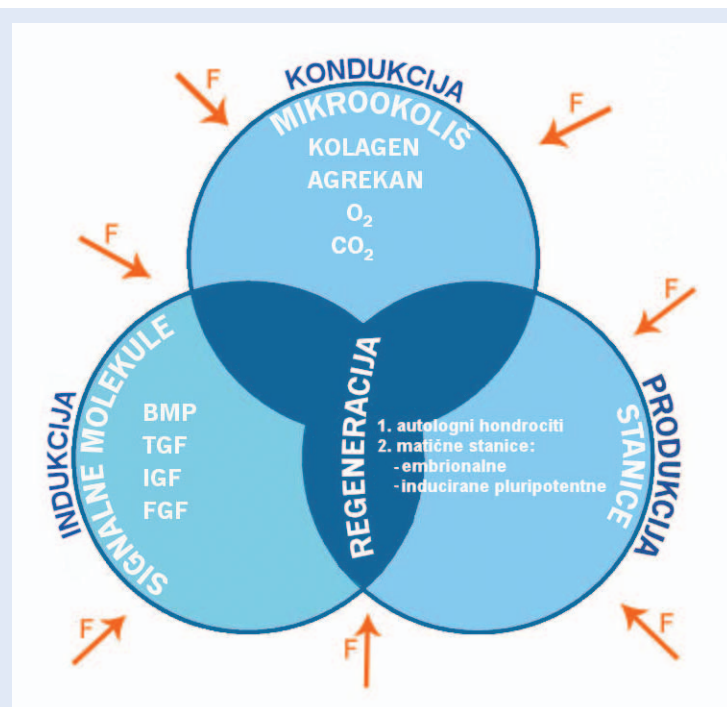 KONDUKCIJA
MIKROOKOLIŠ
KOLAGEN
AGREKAN
O₂
CO₂
F
F
F
F
INDUKCIJA
SIGNALNE MOLEKULE
BMP
TGF
IGF
FGF
REGENERACIJA
1. autologni hondrociti
2. matične stanice:
-embrionalne
-inducirane pluripotentne
STANICE
PRODUKCIJA
F
F
F